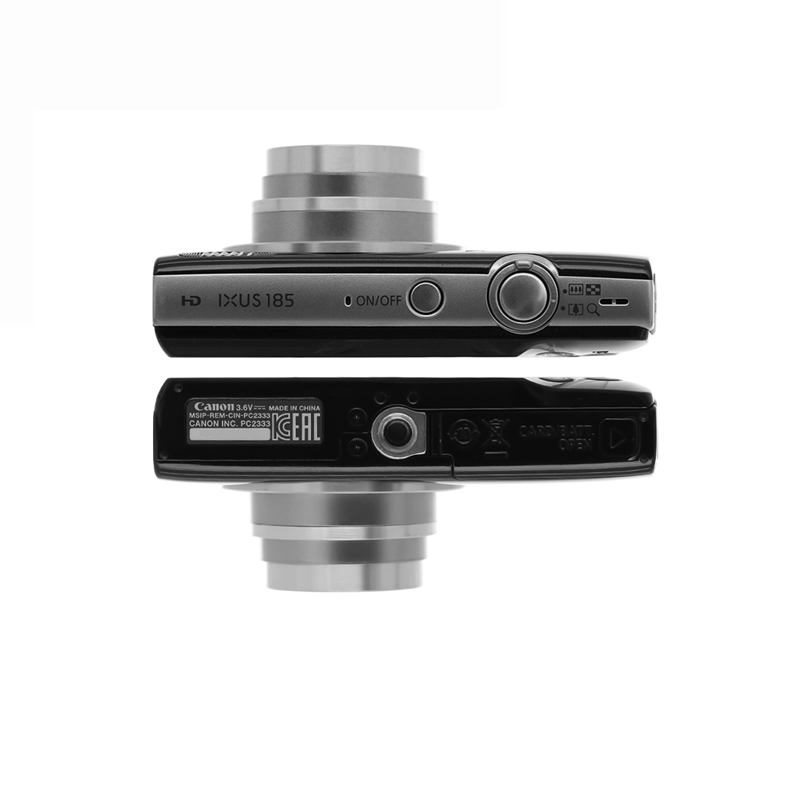 HD IXUS 185 ON/OFF
Canon 3.6V⎓ MADE IN CHINA
MSIP-REM-CIN-PC2333
CANON INC. PC2333
EAC
CARD/BATT.
OPEN